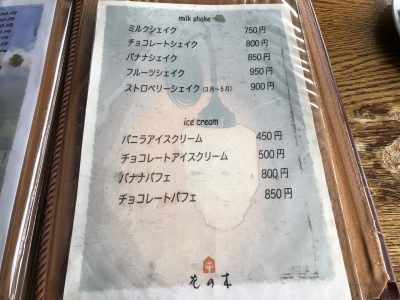 milk shake
ミルクシェイク 750円
チョコレートシェイク 800円
バナナシェイク 850円
フルーツシェイク 950円
ストロベリーシェイク (3月〜5月) 900円
ice cream
バニラアイスクリーム 450円
チョコレートアイスクリーム 500円
バナナパフェ 800円
チョコレートパフェ 850円
花の木